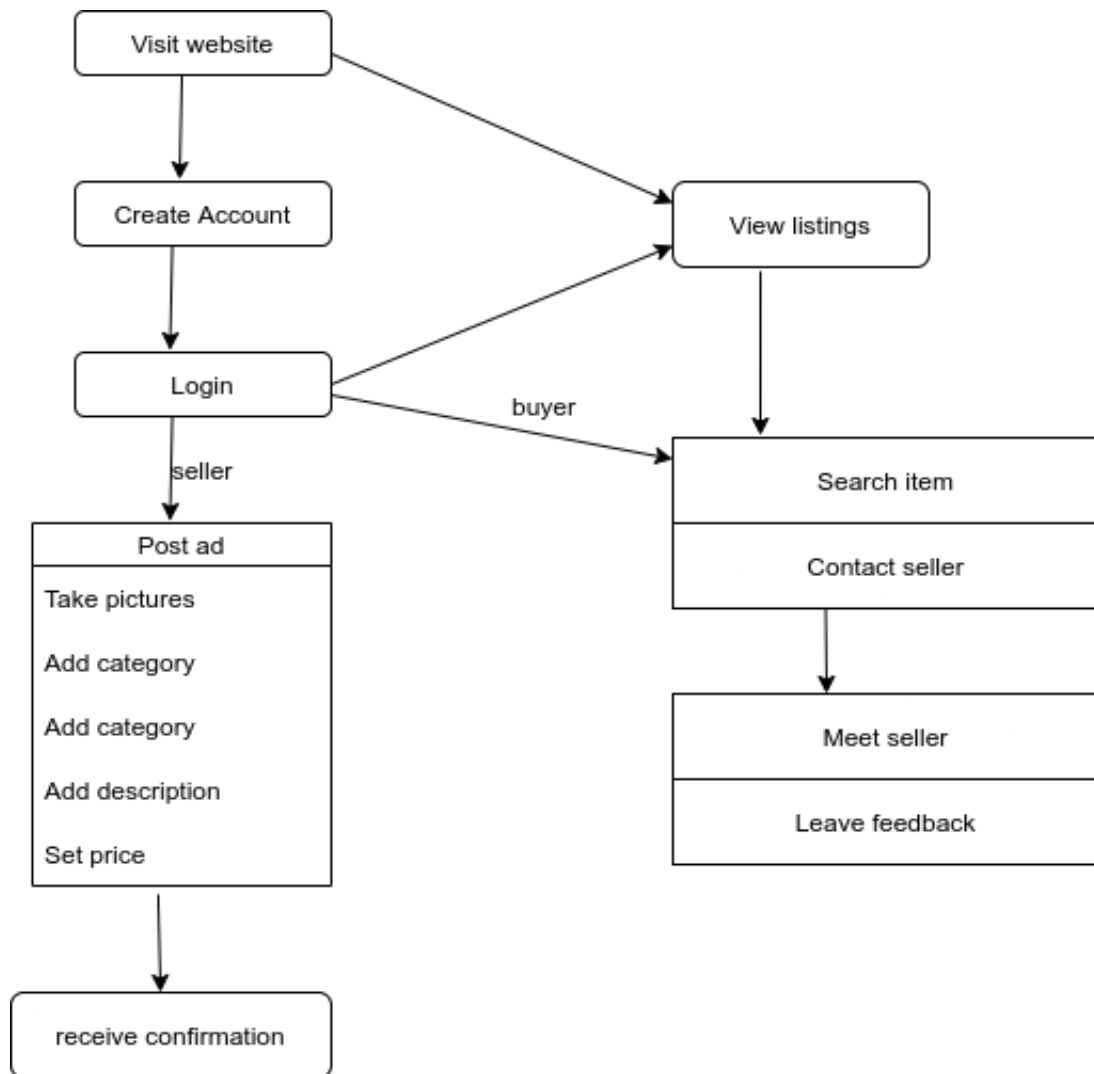 Visit website
Create Account
View listings
Login
buyer
seller
Search item
Contact seller
Post ad
Take pictures
Add category
Add category
Add description
Set price
Meet seller
Leave feedback
receive confirmation